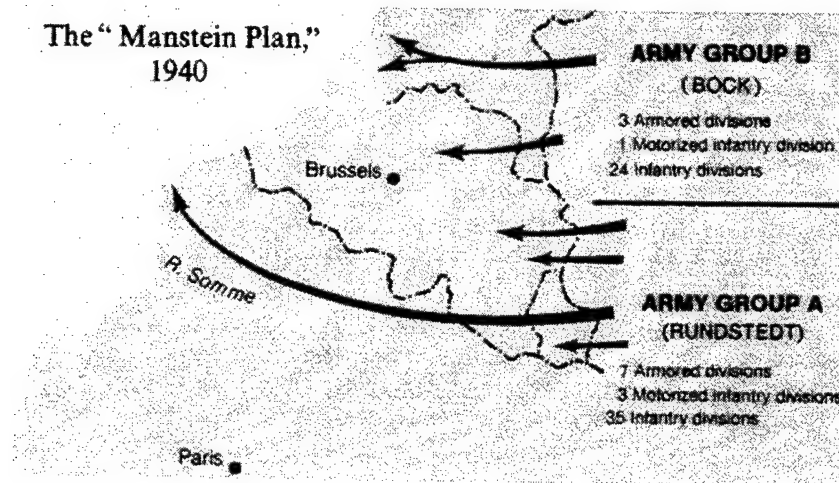 The “ Manstein Plan,”
1940
ARMY GROUP B
(BOCK)
3 Armored divisions
1 Motorized infantry division
24 Infantry divisions
Brussels
R. Somme
ARMY GROUP A
(RUNDSTEDT)
7 Armored divisions
3 Motorized infantry divisions
35 Infantry divisions
Paris